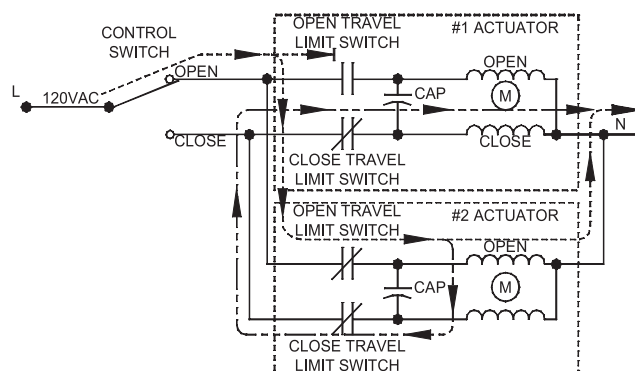 OPEN TRAVEL
LIMIT SWITCH
#1 ACTUATOR
CONTROL
SWITCH
OPEN
OPEN
L
120VAC
CAP
M
N
CLOSE
CLOSE
CLOSE TRAVEL
LIMIT SWITCH
OPEN TRAVEL
LIMIT SWITCH
#2 ACTUATOR
OPEN
CAP
M
CLOSE TRAVEL
LIMIT SWITCH